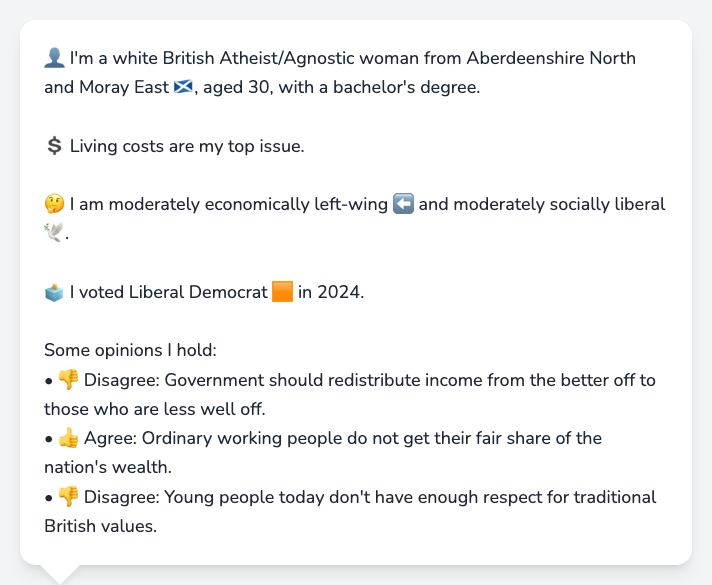 👤 I'm a white British Atheist/Agnostic woman from Aberdeenshire North
and Moray East 🏴󠁧󠁢󠁳󠁣󠁴󠁿, aged 30, with a bachelor's degree.
💲 Living costs are my top issue.
🤔 I am moderately economically left-wing ⬅️ and moderately socially liberal
🕊️.
🗳️ I voted Liberal Democrat 🟧 in 2024.
Some opinions I hold:
• 👎 Disagree: Government should redistribute income from the better off to
those who are less well off.
• 👍 Agree: Ordinary working people do not get their fair share of the
nation's wealth.
• 👎 Disagree: Young people today don't have enough respect for traditional
British values.